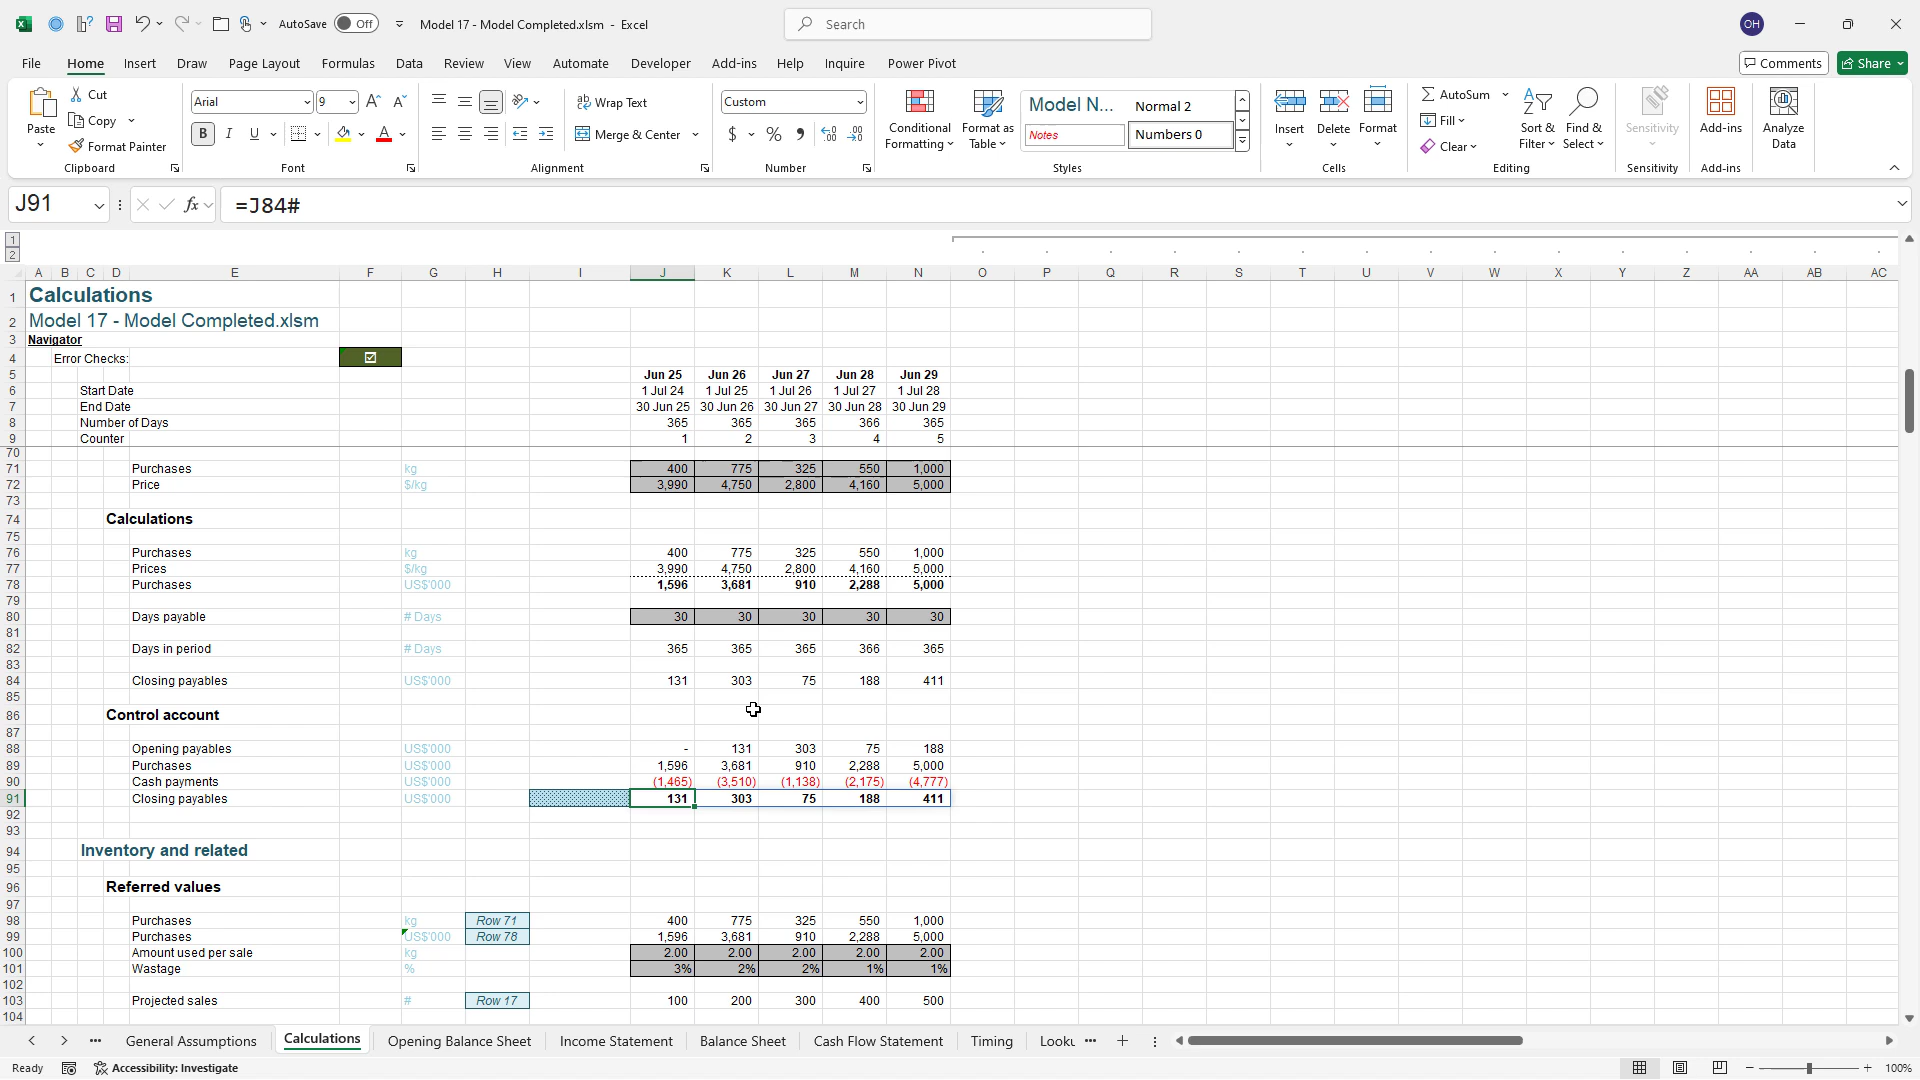 AutoSave Off Model 17 - Model Completed.xlsm - Excel Search OH
File Home Insert Draw Page Layout Formulas Data Review View Automate Developer Add-ins Help Inquire Power Pivot Comments Share
Paste Cut Copy Format Painter Clipboard
Arial 9 B I U A Font
ab Wrap Text Merge & Center Alignment
Custom $ % , Number
Conditional Formatting Format as Table Model N... Normal 2 Notes Numbers 0 Styles
Insert Delete Format Cells
AutoSum Fill Clear Sort & Filter Find & Select Editing
Sensitivity Sensitivity
Add-ins Add-ins
Analyze Data
J91 fx =J84#
1
2
A B C D E F G H I J K L M N O P Q R S T U V W X Y Z AA AB AC
1 Calculations
2 Model 17 - Model Completed.xlsm
3 Navigator
4 Error Checks:
5 Jun 25 Jun 26 Jun 27 Jun 28 Jun 29
6 Start Date 1 Jul 24 1 Jul 25 1 Jul 26 1 Jul 27 1 Jul 28
7 End Date 30 Jun 25 30 Jun 26 30 Jun 27 30 Jun 28 30 Jun 29
8 Number of Days 365 365 365 366 365
9 Counter 1 2 3 4 5
70
71 Purchases kg 400 775 325 550 1,000
72 Price $/kg 3,990 4,750 2,800 4,160 5,000
73
74 Calculations
75
76 Purchases kg 400 775 325 550 1,000
77 Prices $/kg 3,990 4,750 2,800 4,160 5,000
78 Purchases US$'000 1,596 3,681 910 2,288 5,000
79
80 Days payable # Days 30 30 30 30 30
81
82 Days in period # Days 365 365 365 366 365
83
84 Closing payables US$'000 131 303 75 188 411
85
86 Control account
87
88 Opening payables US$'000 - 131 303 75 188
89 Purchases US$'000 1,596 3,681 910 2,288 5,000
90 Cash payments US$'000 (1,465) (3,510) (1,138) (2,175) (4,777)
91 Closing payables US$'000 131 303 75 188 411
92
93
94 Inventory and related
95
96 Referred values
97
98 Purchases kg Row 71 400 775 325 550 1,000
99 Purchases US$'000 Row 78 1,596 3,681 910 2,288 5,000
100 Amount used per sale kg 2.00 2.00 2.00 2.00 2.00
101 Wastage % 3% 2% 2% 1% 1%
102
103 Projected sales # Row 17 100 200 300 400 500
104
General Assumptions Calculations Opening Balance Sheet Income Statement Balance Sheet Cash Flow Statement Timing Looku
Ready Accessibility: Investigate 100%